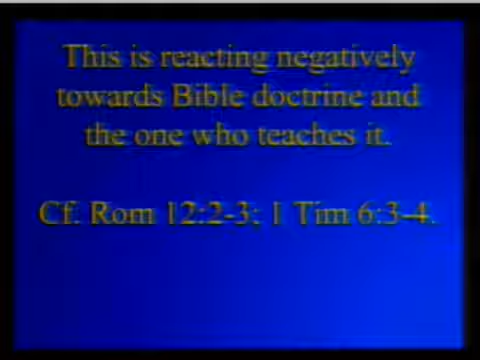 This is reacting negatively
towards Bible doctrine and
the one who teaches it.
Cf. Rom 12:2-3; 1 Tim 6:3-4.